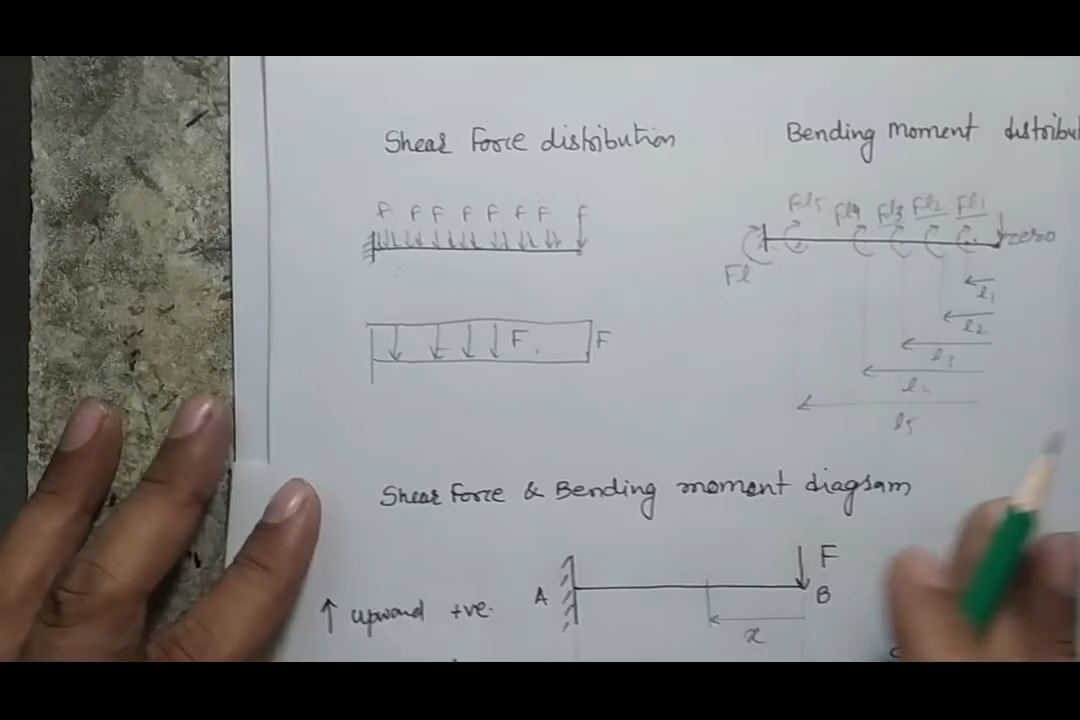 Shear Force distribution
Bending moment distribu
F F F F F F F F
Fl5 Fl4 Fl3 Fl2 Fl1
zero
Fl
l1
l2
F F
l3
l4
l5
Shear Force & Bending moment diagram
F
A B
↑ upward +ve.
x